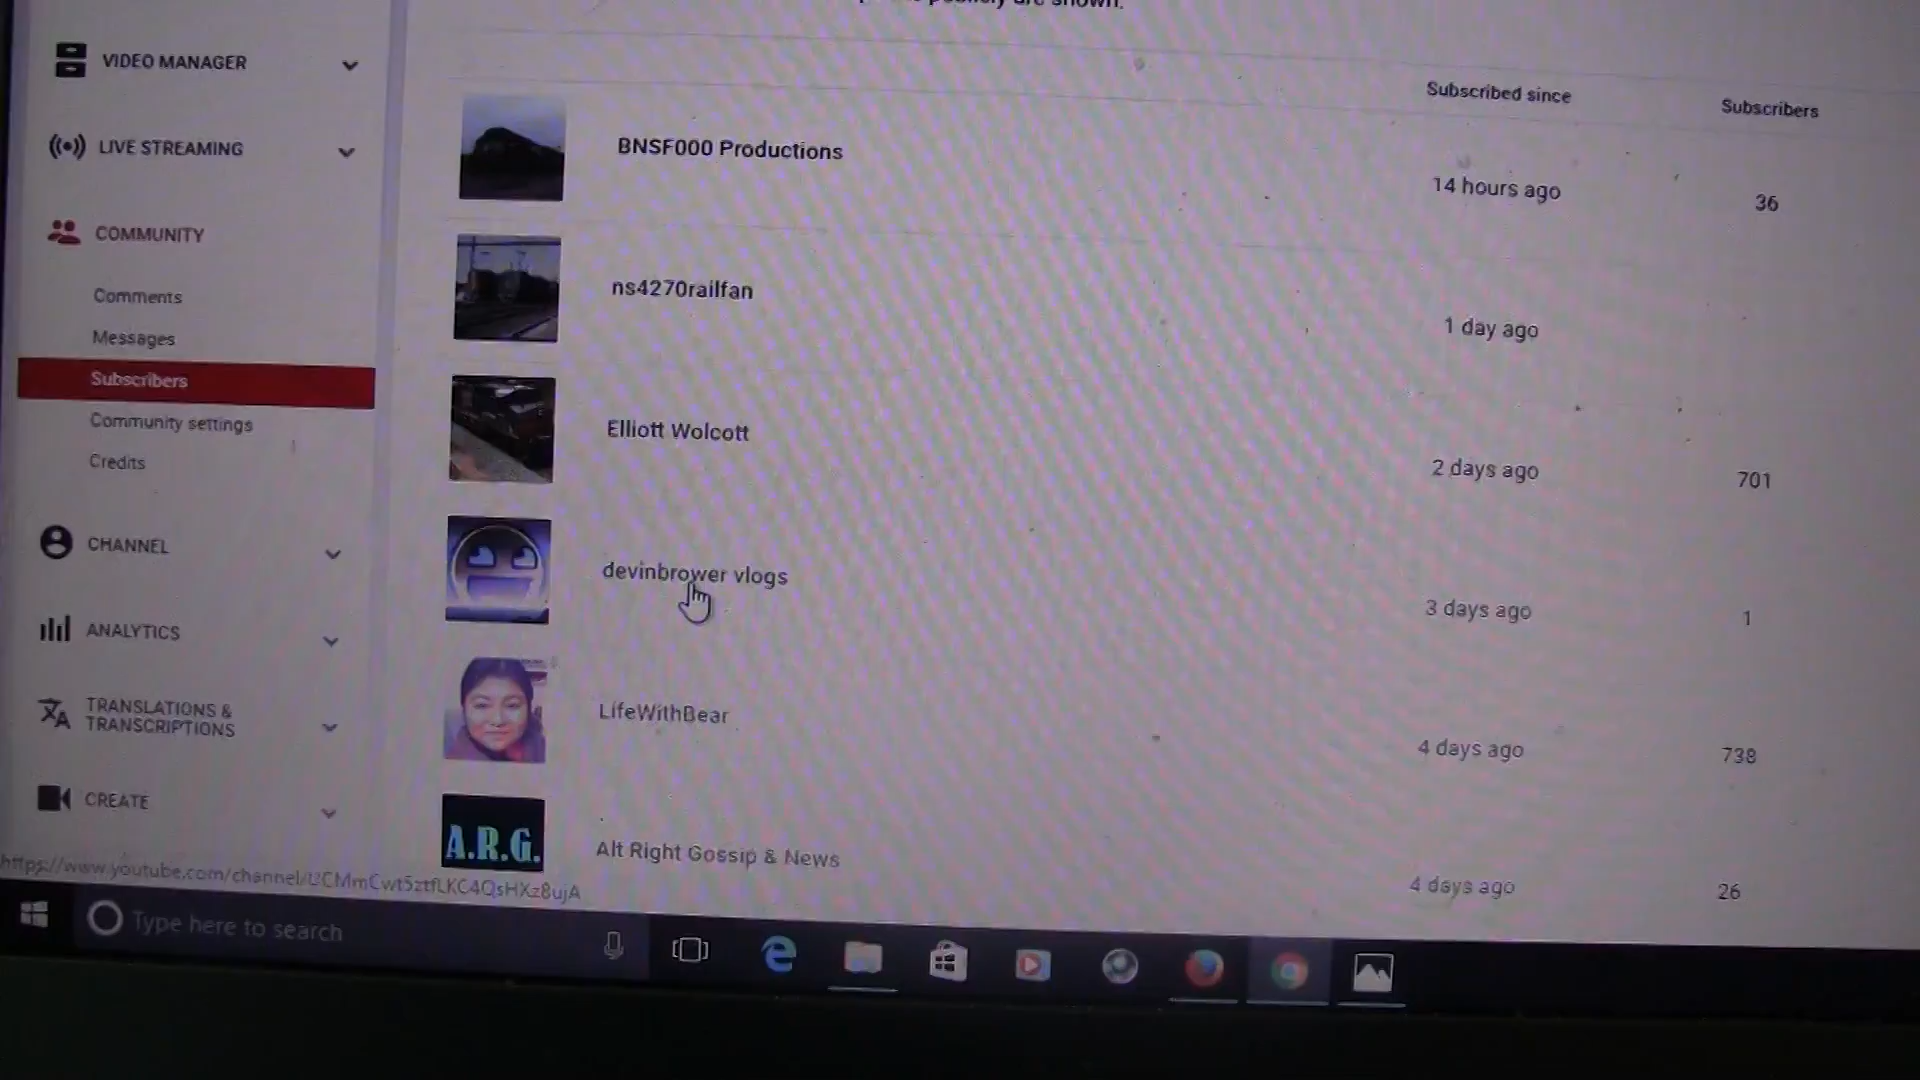 publicly are shown.
VIDEO MANAGER
LIVE STREAMING
COMMUNITY
Comments
Messages
Subscribers
Community settings
Credits
CHANNEL
ANALYTICS
TRANSLATIONS &
TRANSCRIPTIONS
CREATE
Subscribed since
Subscribers
BNSF000 Productions
14 hours ago
36
ns4270railfan
1 day ago
Elliott Wolcott
2 days ago
701
devinbrower vlogs
3 days ago
1
LifeWithBear
4 days ago
738
A.R.G.
Alt Right Gossip & News
4 days ago
26
Type here to search